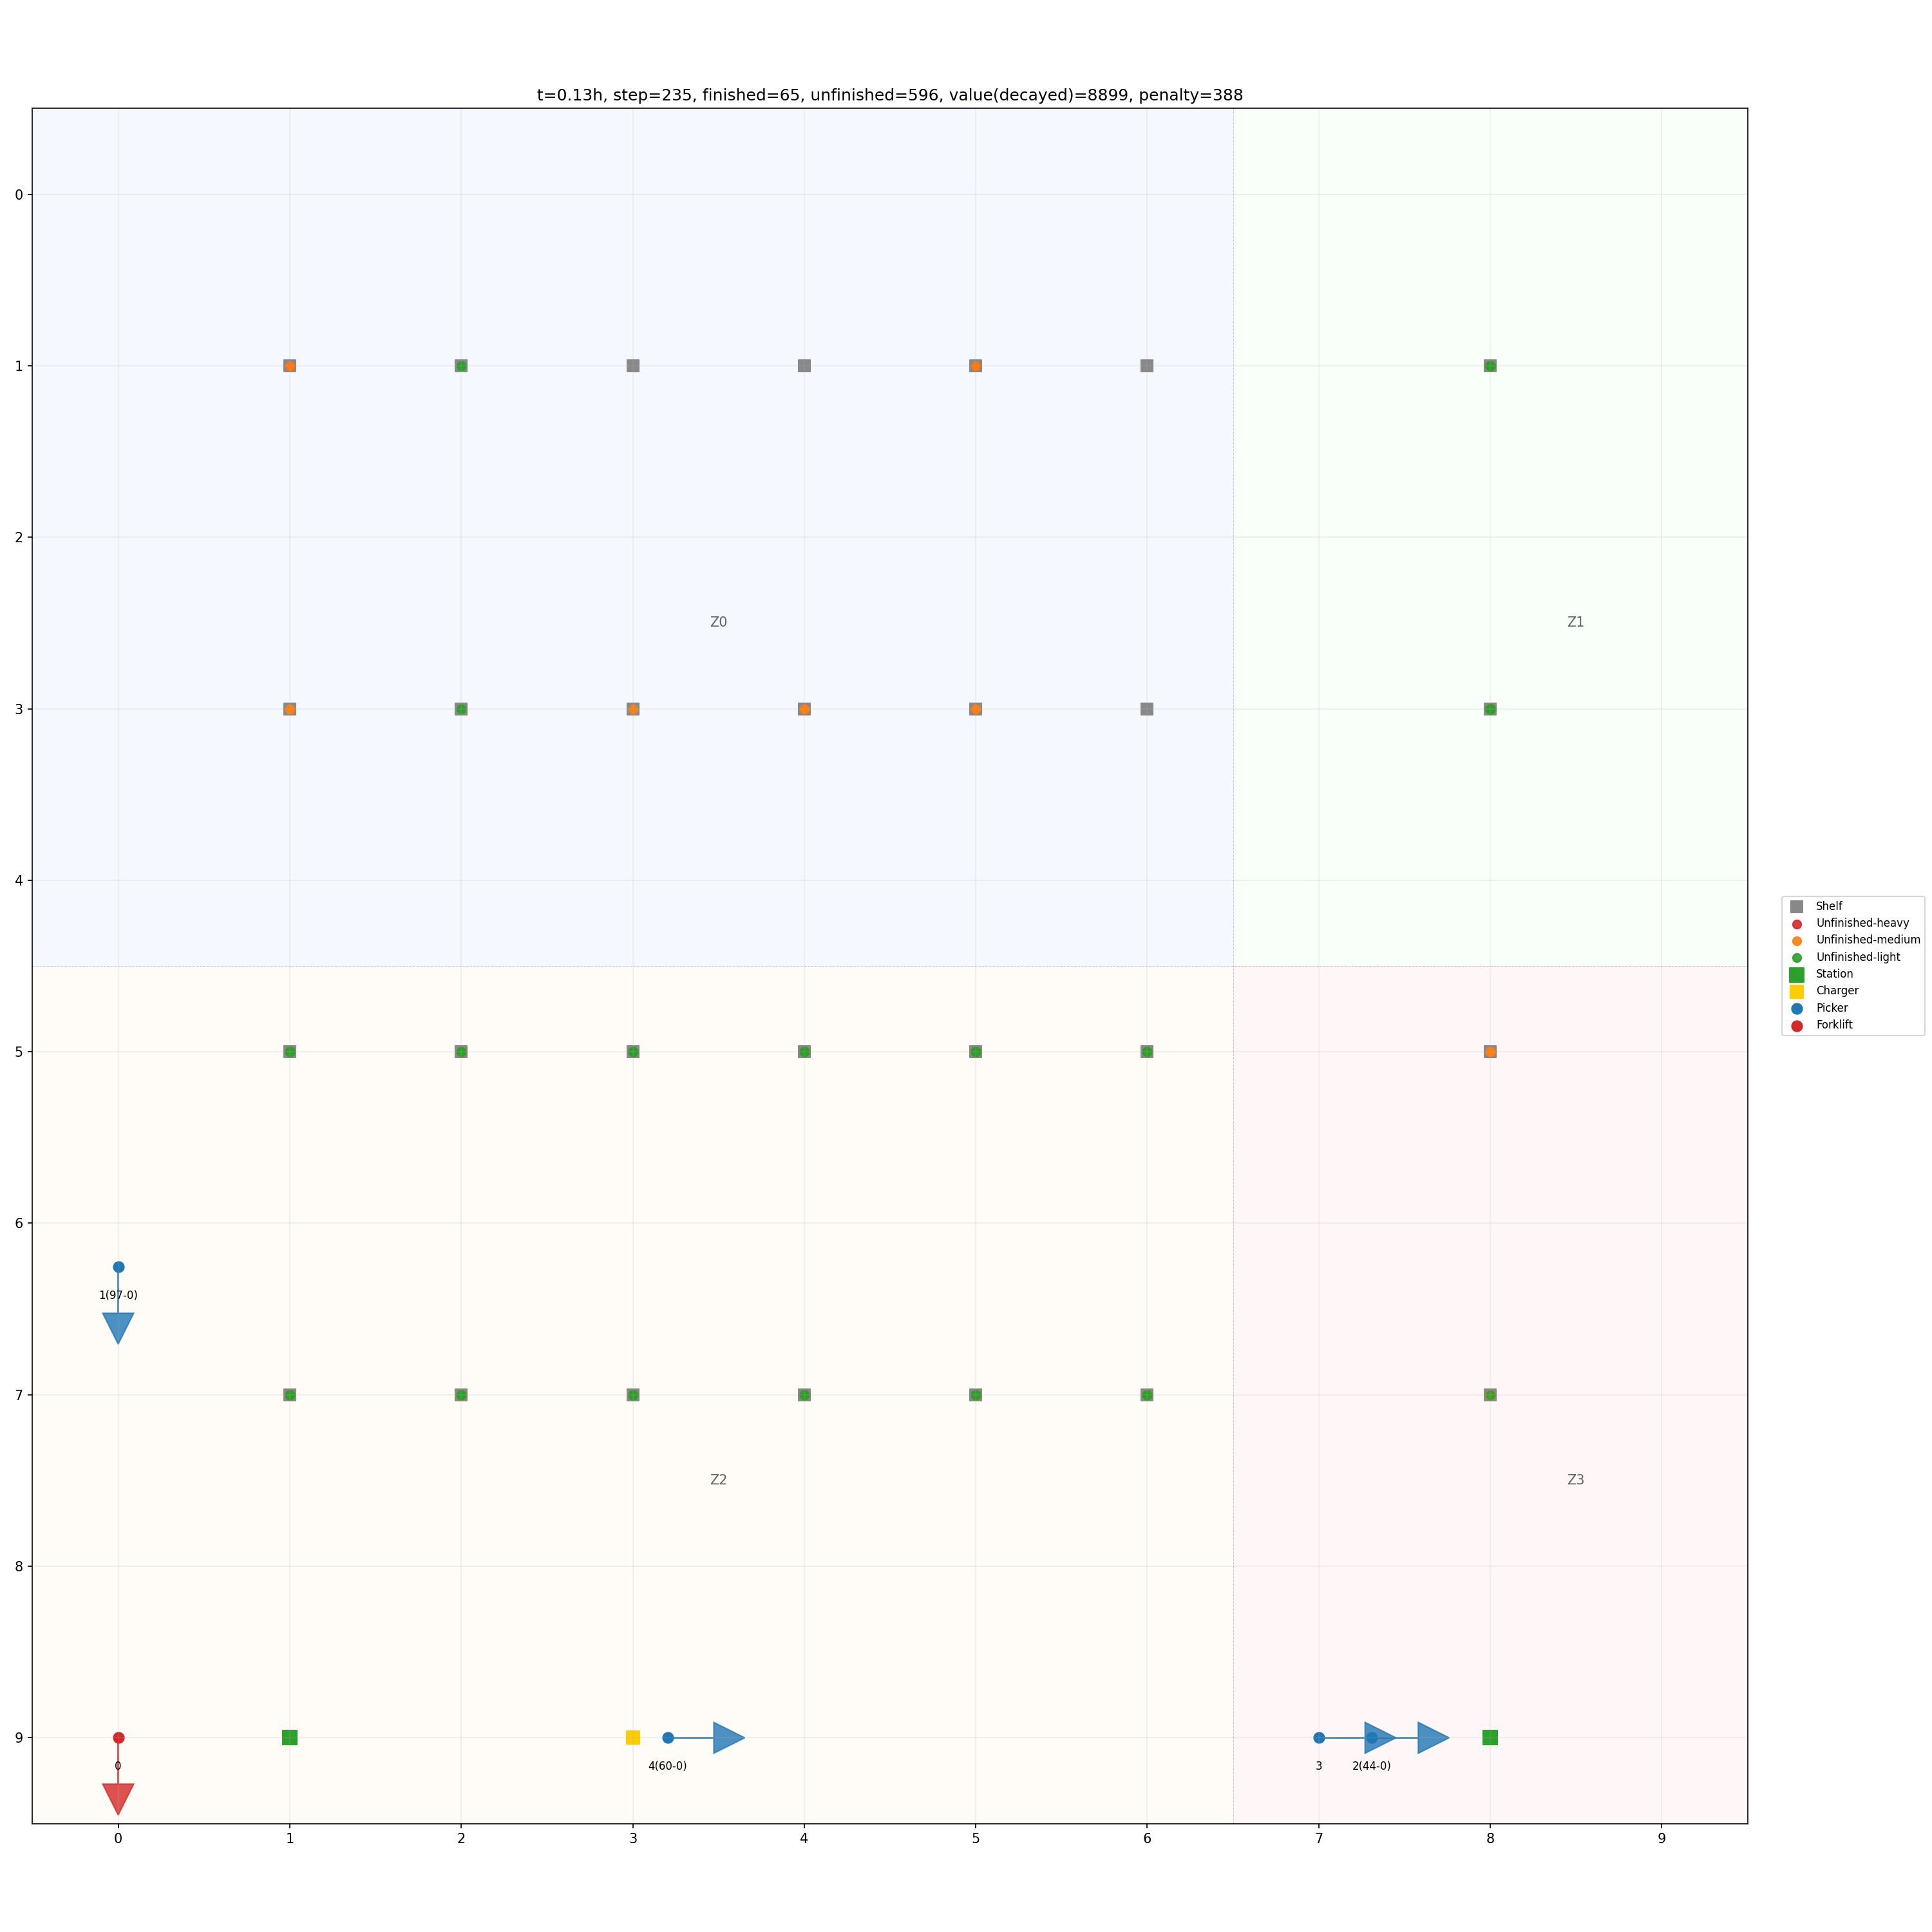 t=0.13h, step=235, finished=65, unfinished=596, value(decayed)=8899, penalty=388
0
1
2
Z0
Z1
3
4
Shelf
Unfinished-heavy
Unfinished-medium
Unfinished-light
Station
Charger
Picker
Forklift
5
6
1(97-0)
7
Z2
Z3
8
9
0
4(60-0)
3
2(44-0)
0
1
2
3
4
5
6
7
8
9